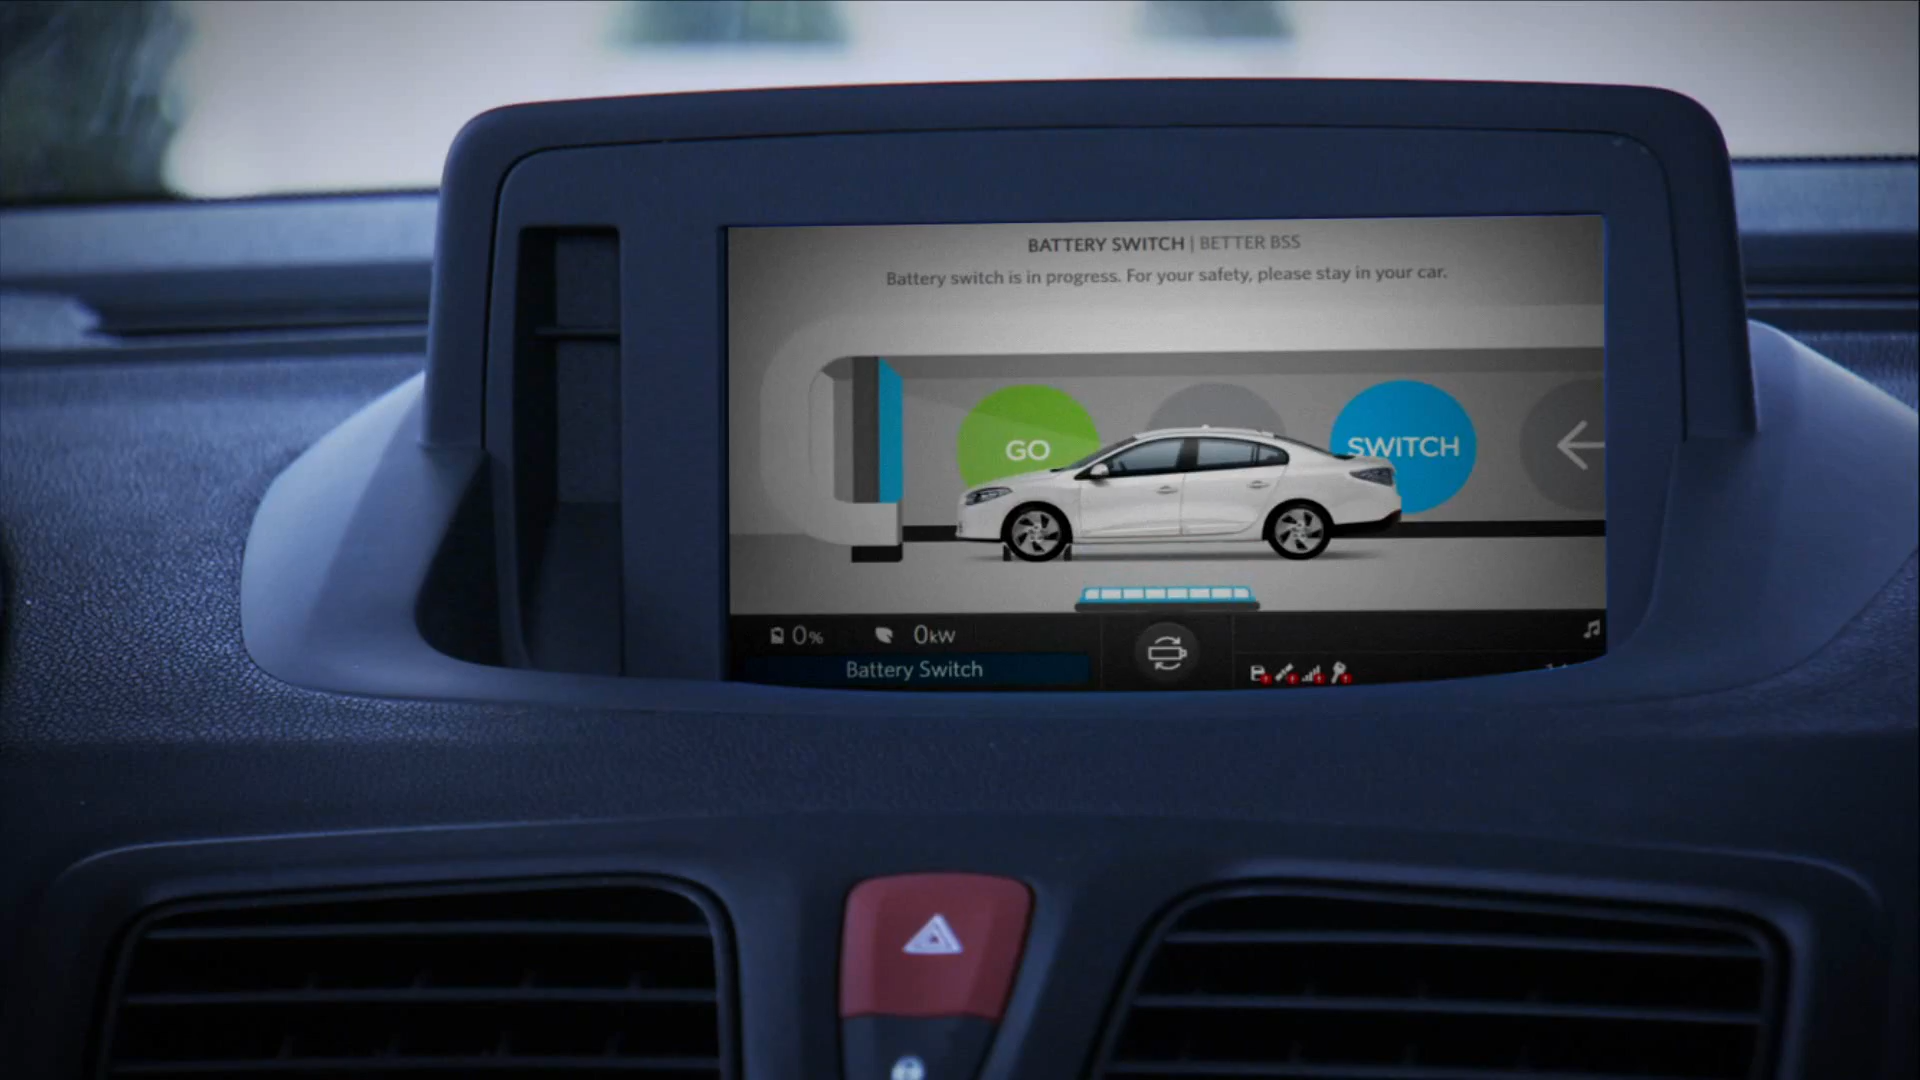 BATTERY SWITCH | BETTER BSS
Battery switch is in progress. For your safety, please stay in your car.
GO
SWITCH
0%
0kW
Battery Switch